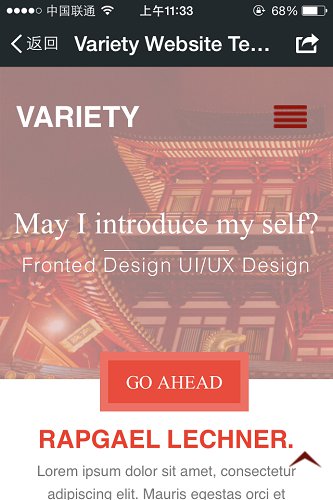 中国联通 上午11:33 68%
返回 Variety Website Te...
VARIETY
May I introduce my self?
Fronted Design UI/UX Design
GO AHEAD
RAPGAEL LECHNER.
Lorem ipsum dolor sit amet, consectetur
adipiscing elit. Mauris egestas orci et